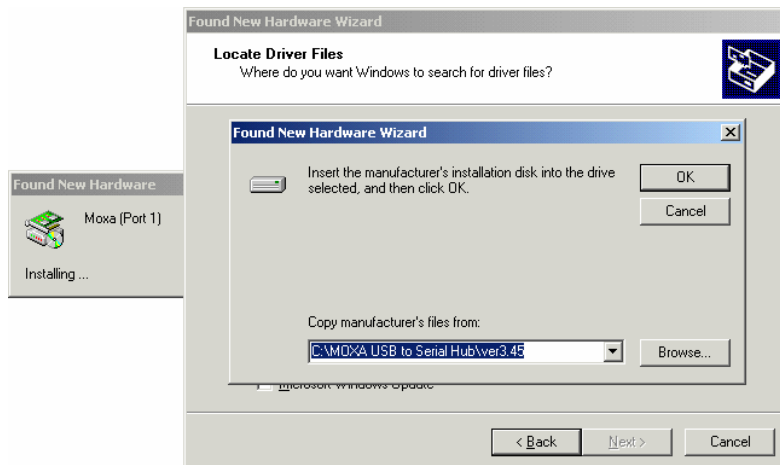 Found New Hardware Wizard
Locate Driver Files
Where do you want Windows to search for driver files?
Found New Hardware Wizard
Insert the manufacturer's installation disk into the drive
selected, and then click OK.
OK
Cancel
Found New Hardware
Moxa (Port 1)
Installing ...
Copy manufacturer's files from:
C:\MOXA USB to Serial Hub\ver3.45
Browse...
Microsoft Windows Update
< Back
Next >
Cancel